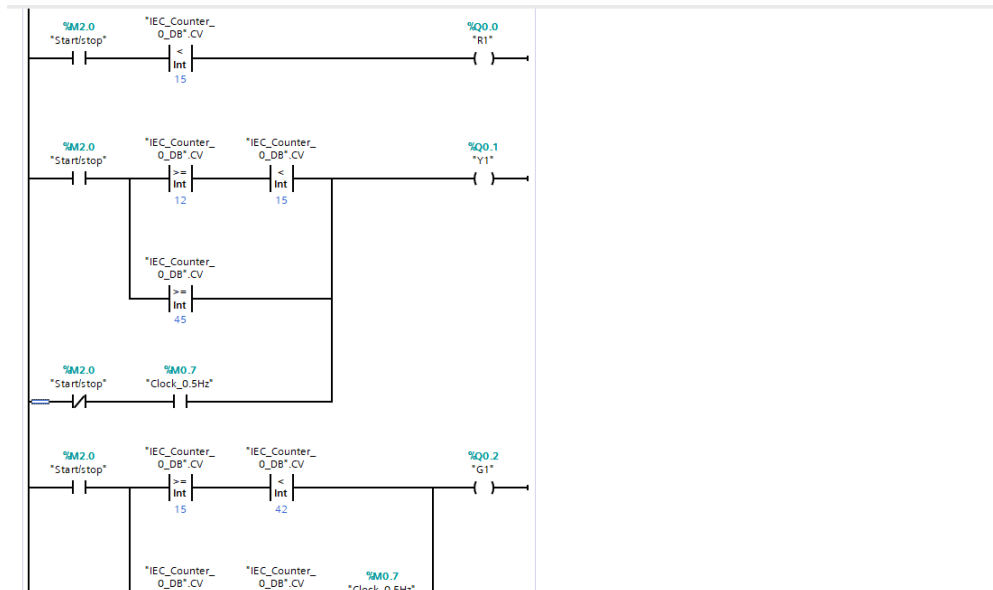 %M2.0
"Start/stop"
"IEC_Counter_
0_DB".CV
<
Int
15
%Q0.0
"R1"
%M2.0
"Start/stop"
"IEC_Counter_
0_DB".CV
>=
Int
12
"IEC_Counter_
0_DB".CV
<
Int
15
%Q0.1
"Y1"
"IEC_Counter_
0_DB".CV
>=
Int
45
%M2.0
"Start/stop"
%M0.7
"Clock_0.5Hz"
%M2.0
"Start/stop"
"IEC_Counter_
0_DB".CV
>=
Int
15
"IEC_Counter_
0_DB".CV
<
Int
42
%Q0.2
"G1"
"IEC_Counter_
0_DB".CV
"IEC_Counter_
0_DB".CV
%M0.7
"Clock_0.5Hz"